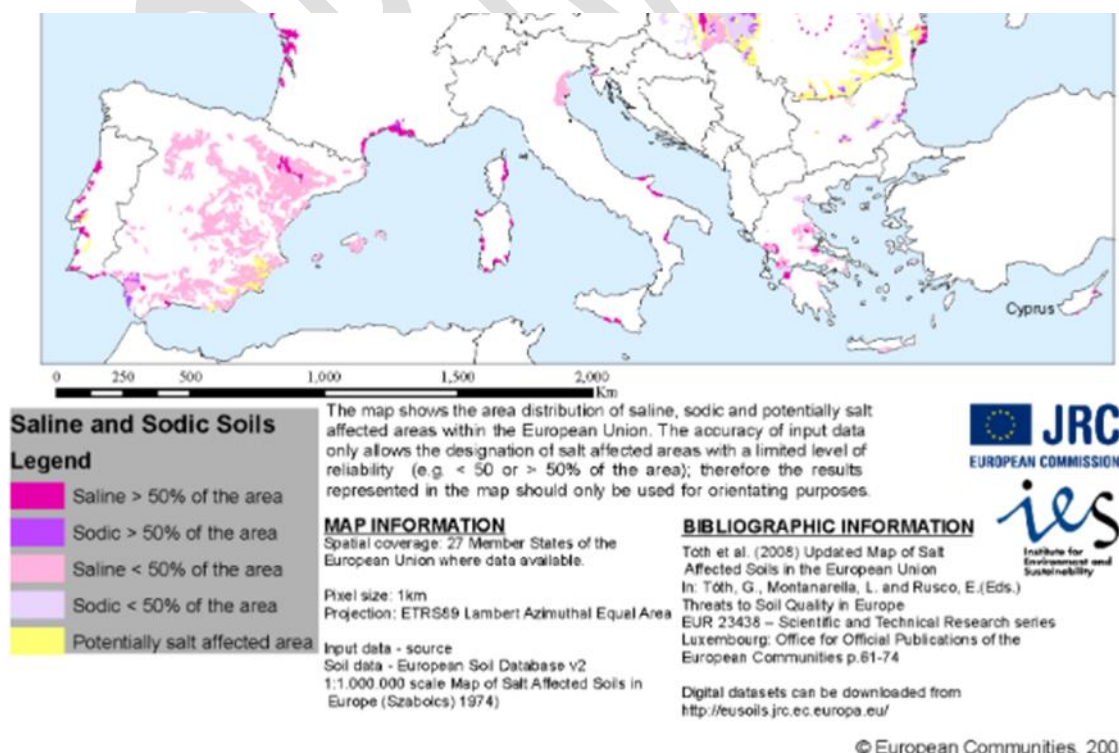 Cyprus
0 250 500 1,000 1,500 2,000
Km
Saline and Sodic Soils
Legend
Saline > 50% of the area
Sodic > 50% of the area
Saline < 50% of the area
Sodic < 50% of the area
Potentially salt affected area
The map shows the area distribution of saline, sodic and potentially salt
affected areas within the European Union. The accuracy of input data
only allows the designation of salt affected areas with a limited level of
reliability (e.g. < 50 or > 50% of the area); therefore the results
represented in the map should only be used for orientating purposes.
MAP INFORMATION
Spatial coverage: 27 Member States of the
European Union where data available.
Pixel size: 1km
Projection: ETRS89 Lambert Azimuthal Equal Area
Input data - source
Soil data - European Soil Database v2
1:1.000.000 scale Map of Salt Affected Soils in
Europe (Szabolcs) 1974)
BIBLIOGRAPHIC INFORMATION
Tóth et al. (2008) Updated Map of Salt
Affected Soils in the European Union
In: Tóth, G., Montanarella, L. and Rusco, E.(Eds.)
Threats to Soil Quality in Europe
EUR 23438 – Scientific and Technical Research series
Luxembourg: Office for Official Publications of the
European Communities p.61-74
Digital datasets can be downloaded from
http://eusoils.jrc.ec.europa.eu/
JRC
EUROPEAN COMMISSION
ies
Institute for
Environment and
Sustainability
© European Communities, 200